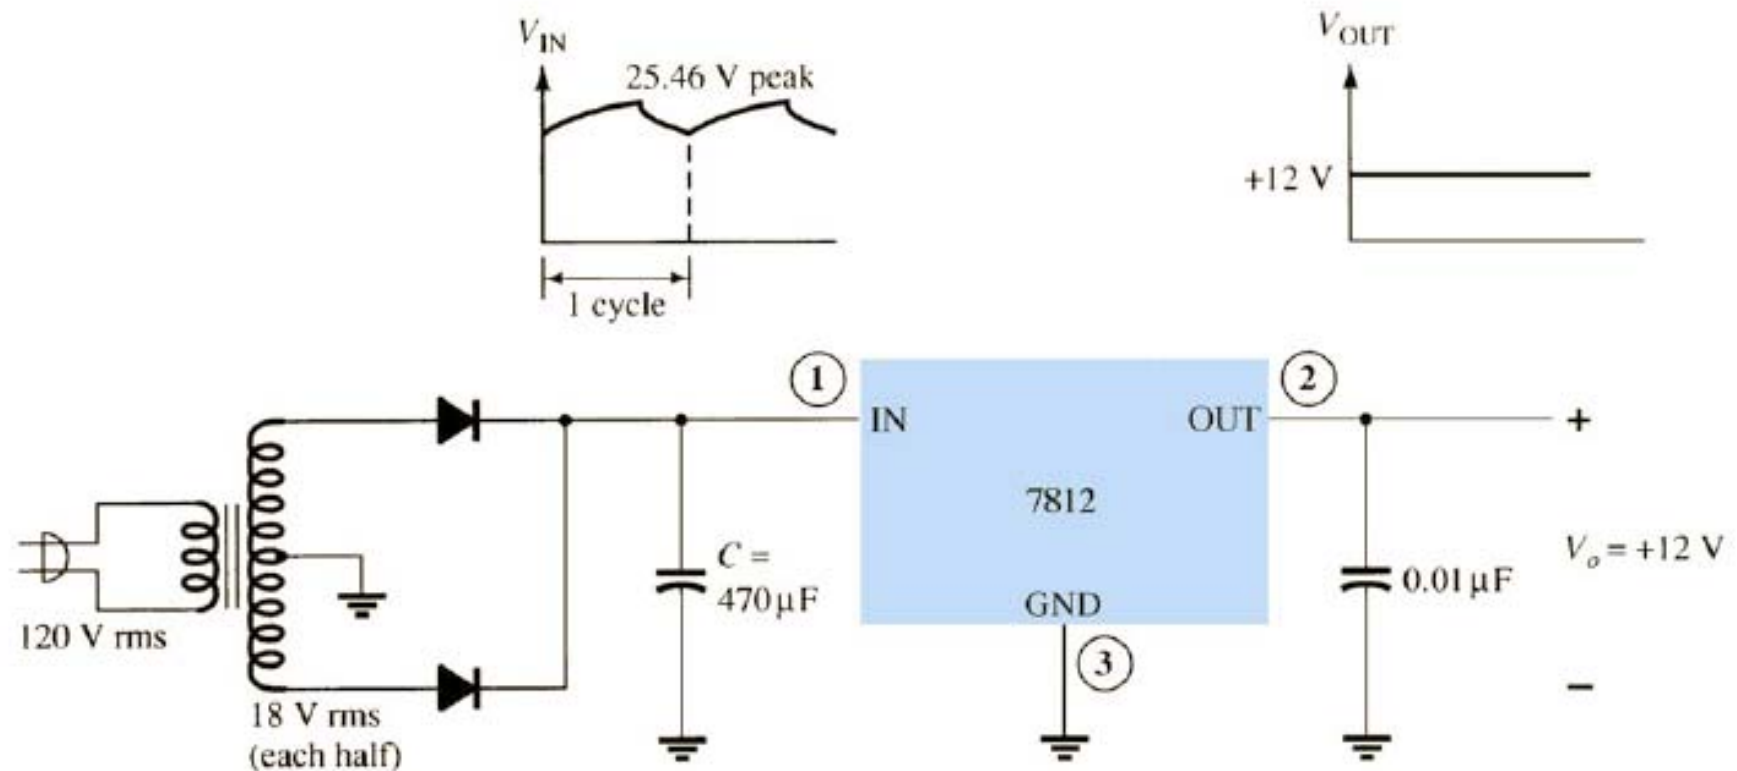 V_IN
25.46 V peak
1 cycle
V_OUT
+12 V
120 V rms
18 V rms
(each half)
C =
470 μF
1
IN
7812
GND
3
OUT
2
0.01 μF
+
V_o = +12 V
−